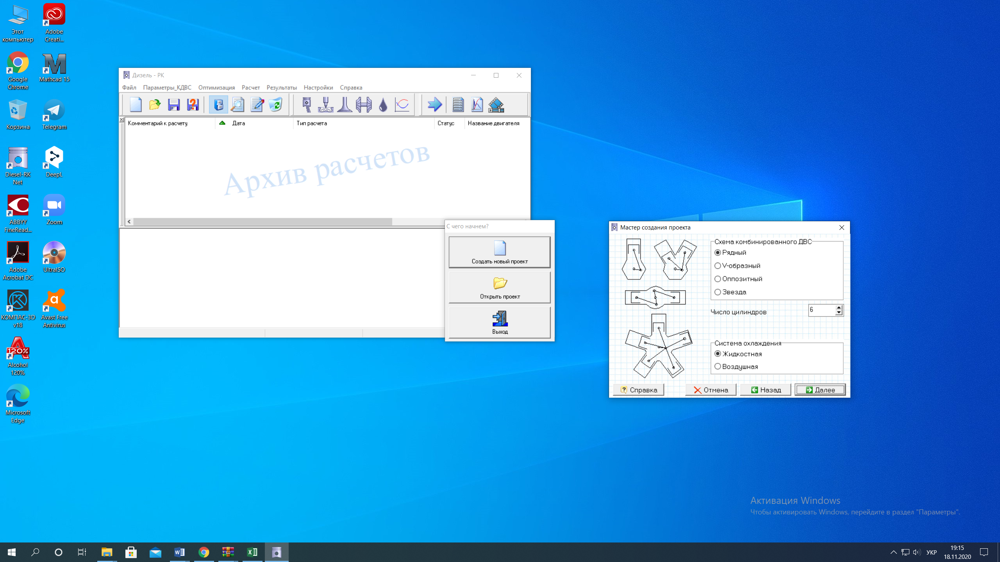 Этот
компьютер
Adobe
Creati...
Google
Chrome
Mathcad 15
Корзина
Telegram
Diesel-RK
Net
DeepL
ABBYY
FineRead...
Zoom
Adobe
Acrobat DC
UltraISO
КОМПАС-3D
v18
Avast Free
Antivirus
120%
Alcohol
120%
Microsoft
Edge
Дизель - РК
Файл Параметры_КДВС Оптимизация Расчет Результаты Настройки Справка
Комментарий к расчету Дата Тип расчета Статус Название двигателя
Архив расчетов
С чего начнем?
Создать новый проект
Открыть проект
Выход
Мастер создания проекта
Схема комбинированного ДВС
Рядный
V-образный
Оппозитный
Звезда
Число цилиндров 6
Система охлаждения
Жидкостная
Воздушная
Справка Отмена Назад Далее
Активация Windows
Чтобы активировать Windows, перейдите в раздел "Параметры".
УКР
19:15
18.11.2020